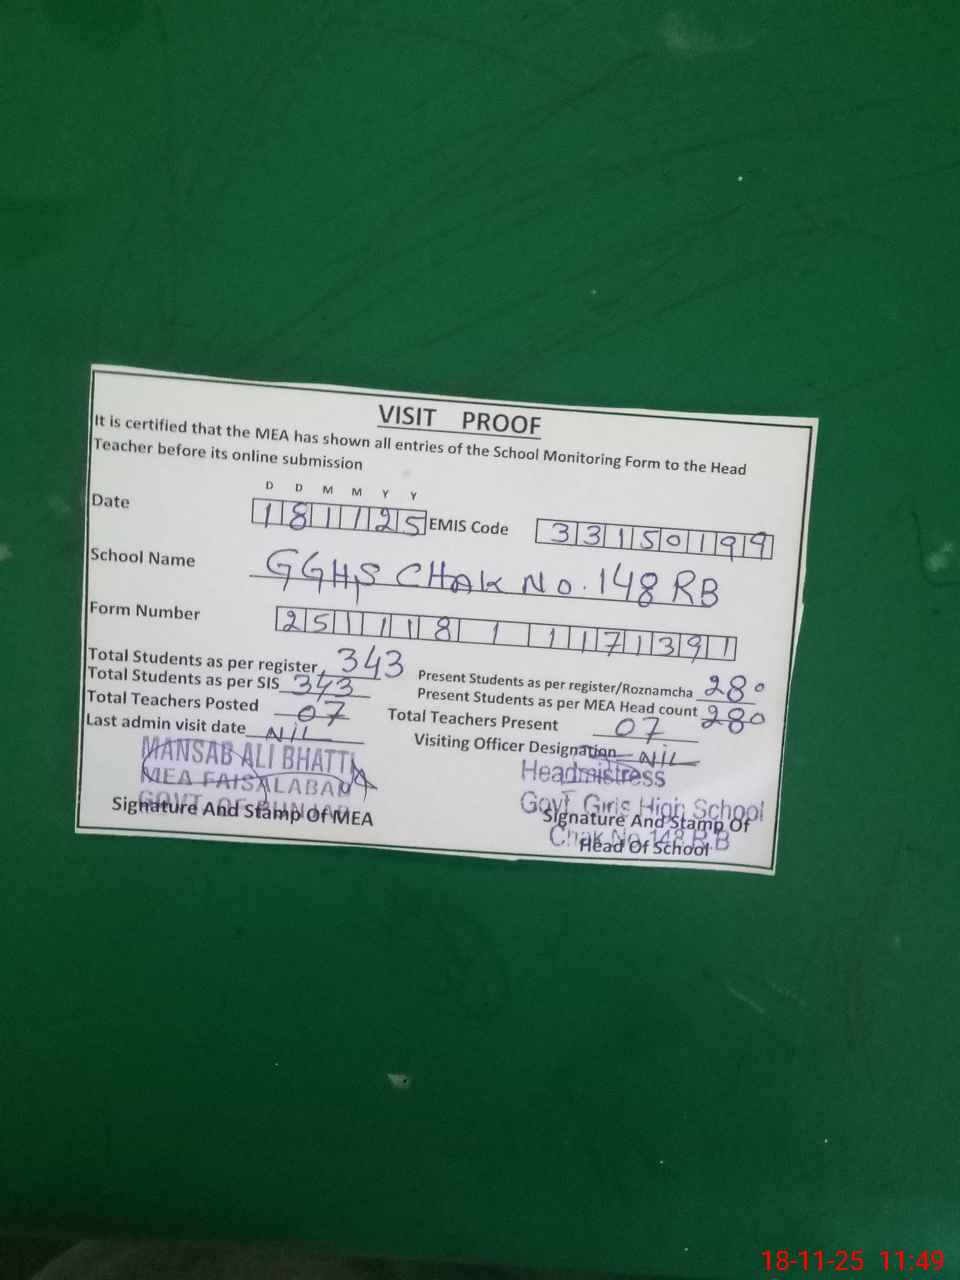 VISIT PROOF
It is certified that the MEA has shown all entries of the School Monitoring Form to the Head
Teacher before its online submission
D D M M Y Y
Date 181125 EMIS Code 33150199
School Name GGHS CHAK No. 148 RB
Form Number 251118 1 1171391
Total Students as per register 343 Present Students as per register/Roznamcha 280
Total Students as per SIS 343 Present Students as per MEA Head count 280
Total Teachers Posted 07 Total Teachers Present 07
Last admin visit date NIL Visiting Officer Designation NIL
MANSAB ALI BHATTI
MEA FAISALABAD
GOVT. OF PUNJAB
Signature And Stamp Of MEA
Headmistress
Govt Girls High School
Chak No. 148 R.B
Signature And Stamp Of
Head Of School
18-11-25 11:49